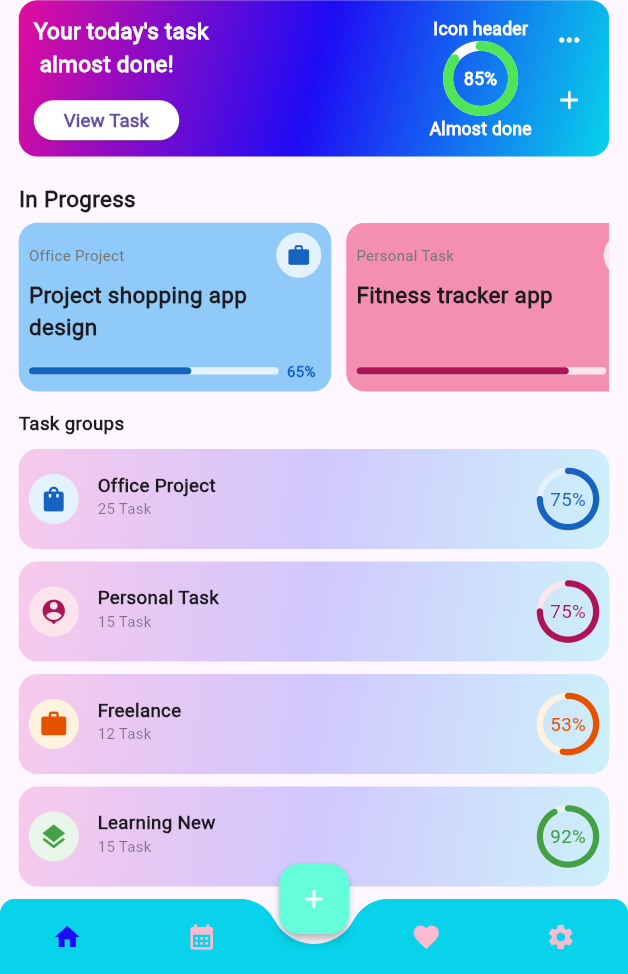 Your today's task
almost done!
View Task
Icon header
85%
Almost done
In Progress
Office Project
Project shopping app
design
65%
Personal Task
Fitness tracker app
Task groups
Office Project
25 Task
75%
Personal Task
15 Task
75%
Freelance
12 Task
53%
Learning New
15 Task
92%